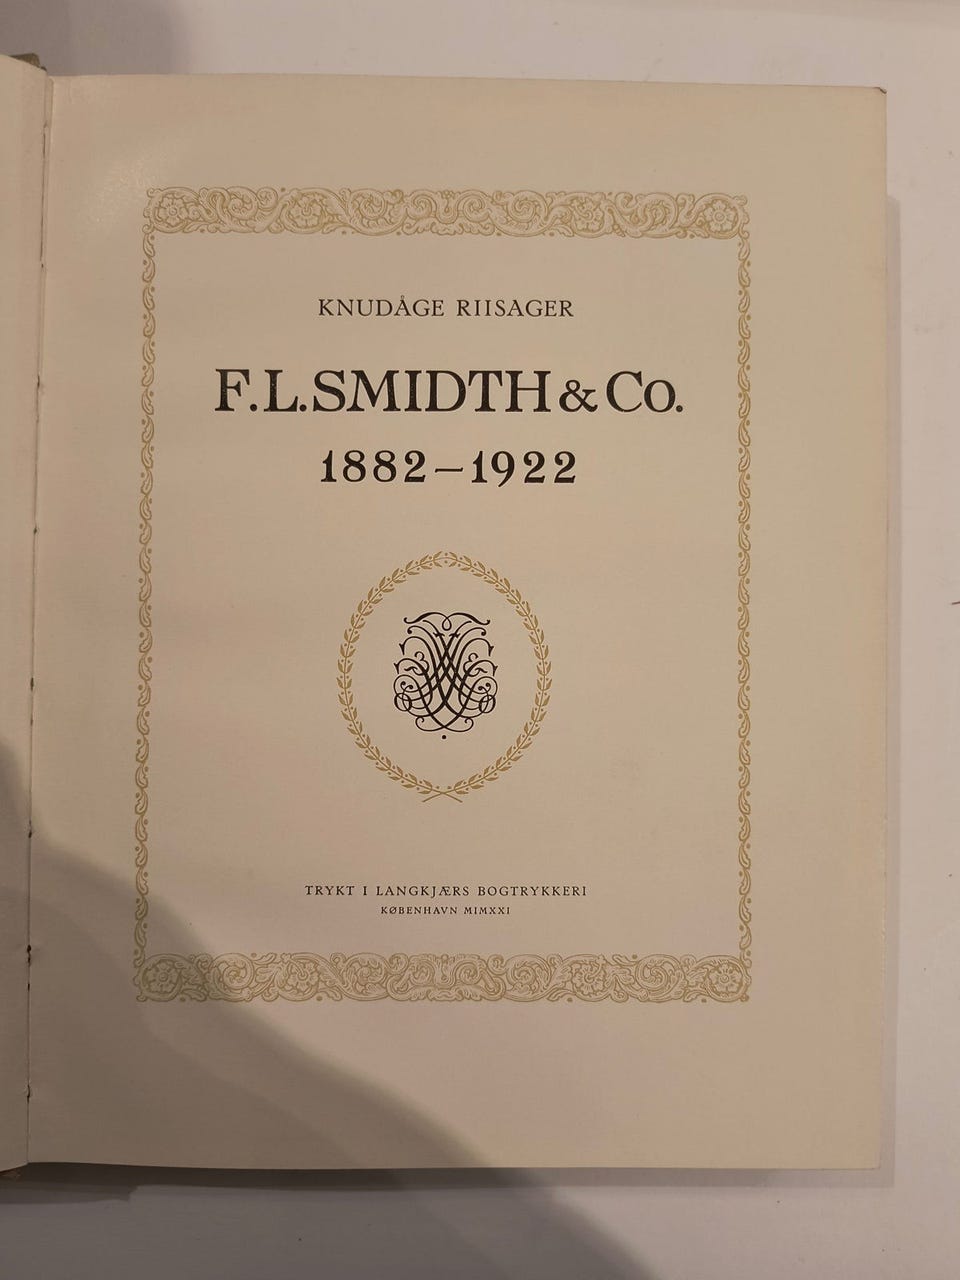 KNUDÅGE RIISAGER
F.L.SMIDTH & Co.
1882–1922
TRYKT I LANGKJÆRS BOGTRYKKERI
KØBENHAVN MIMXXI